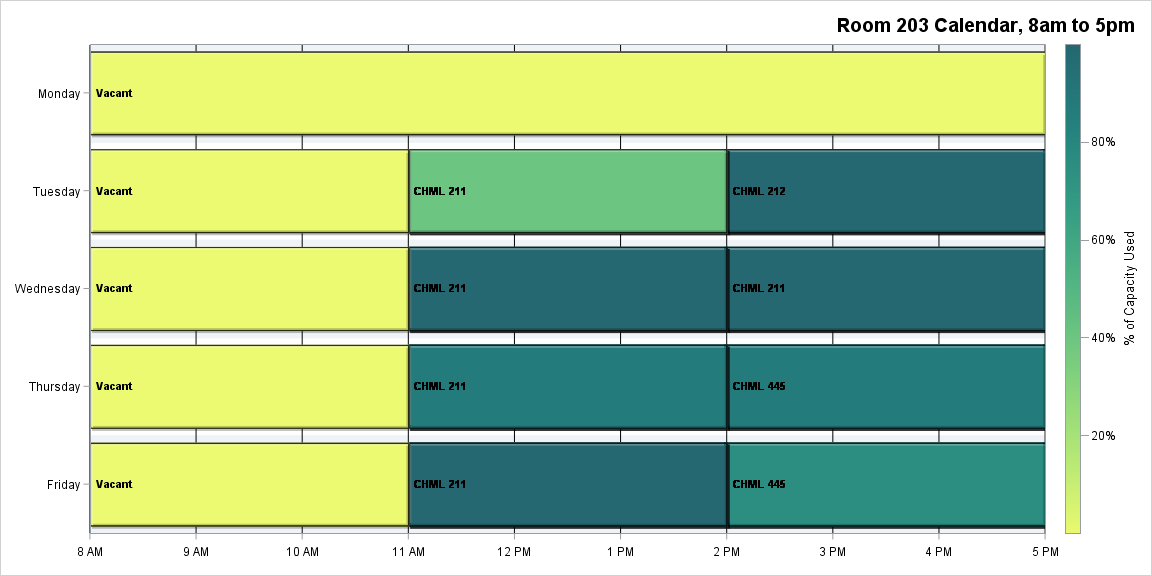 Room 203 Calendar, 8am to 5pm
Monday
Vacant
Tuesday
Vacant
CHML 211
CHML 212
Wednesday
Vacant
CHML 211
CHML 211
Thursday
Vacant
CHML 211
CHML 445
Friday
Vacant
CHML 211
CHML 445
8 AM
9 AM
10 AM
11 AM
12 PM
1 PM
2 PM
3 PM
4 PM
5 PM
80%
60%
40%
20%
% of Capacity Used